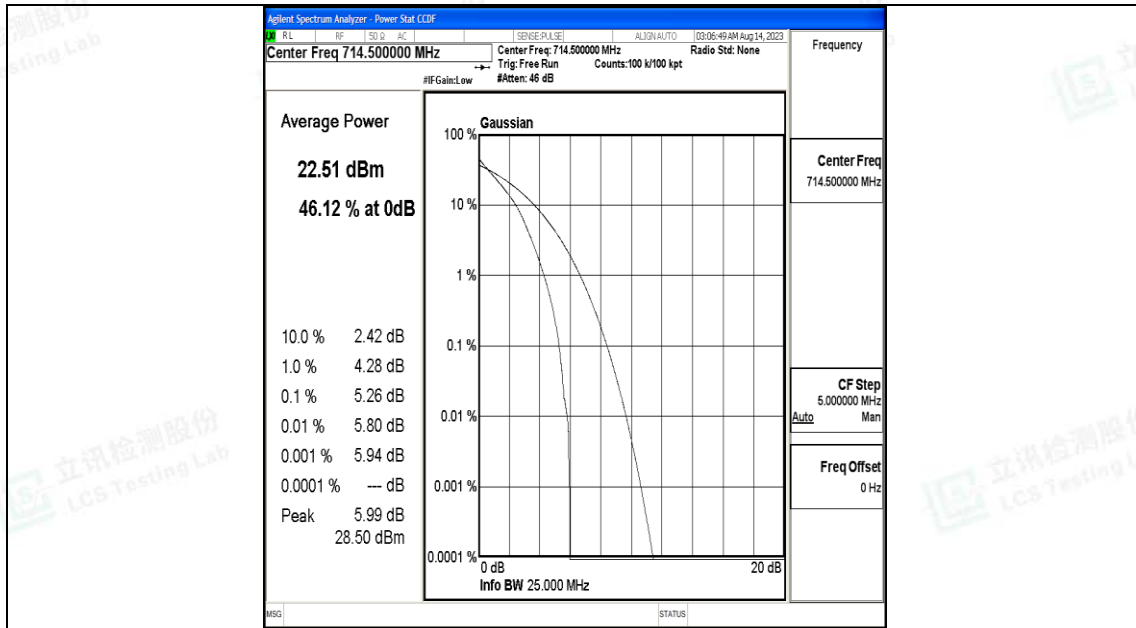 Agilent Spectrum Analyzer - Power Stat CCDF
RL RF 50 Ω AC SENSE:PULSE ALIGN AUTO 03:06:49 AM Aug 14, 2023
Center Freq 714.500000 MHz
Center Freq: 714.500000 MHz Radio Std: None
Trig: Free Run Counts:100 k/100 kpt
#IFGain:Low #Atten: 46 dB
Frequency
Average Power
22.51 dBm
46.12 % at 0dB
10.0 % 2.42 dB
1.0 % 4.28 dB
0.1 % 5.26 dB
0.01 % 5.80 dB
0.001 % 5.94 dB
0.0001 % --- dB
Peak 5.99 dB
28.50 dBm
Gaussian
100 %
10 %
1 %
0.1 %
0.01 %
0.001 %
0.0001 %
0 dB 20 dB
Info BW 25.000 MHz
Center Freq
714.500000 MHz
CF Step
5.000000 MHz
Auto Man
Freq Offset
0 Hz
MSG STATUS
立讯检测股份
LCS Testing Lab
立讯检测股份